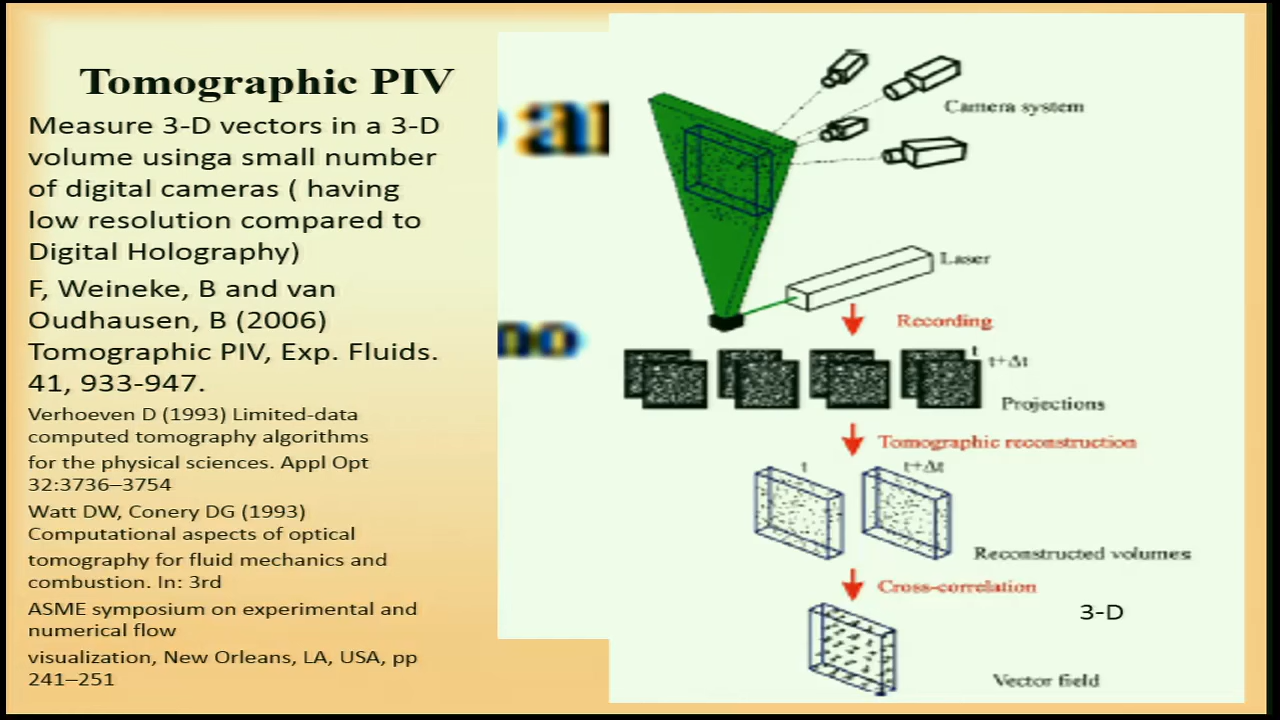 Tomographic PIV
Measure 3-D vectors in a 3-D
volume usinga small number
of digital cameras ( having
low resolution compared to
Digital Holography)
F, Weineke, B and van
Oudhausen, B (2006)
Tomographic PIV, Exp. Fluids.
41, 933-947.
Verhoeven D (1993) Limited-data
computed tomography algorithms
for the physical sciences. Appl Opt
32:3736–3754
Watt DW, Conery DG (1993)
Computational aspects of optical
tomography for fluid mechanics and
combustion. In: 3rd
ASME symposium on experimental and
numerical flow
visualization, New Orleans, LA, USA, pp
241–251
Camera system
Laser
Recording
t
t+Δt
Projections
Tomographic reconstruction
t t+Δt
Reconstructed volumes
Cross-correlation
3-D
Vector field